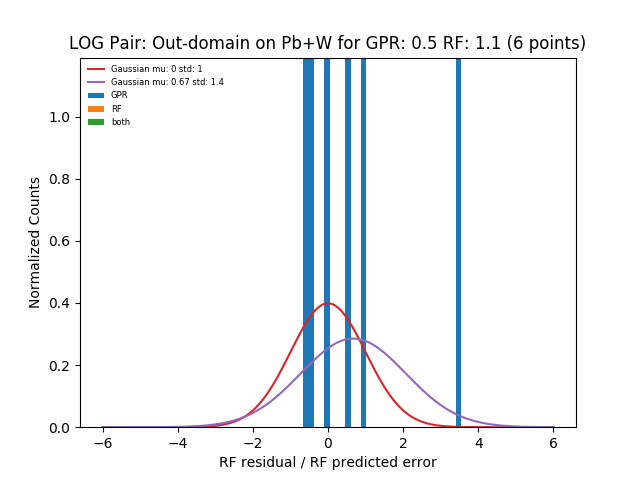 LOG Pair: Out-domain on Pb+W for GPR: 0.5 RF: 1.1 (6 points)
Gaussian mu: 0 std: 1
Gaussian mu: 0.67 std: 1.4
GPR
RF
both
Normalized Counts
1.0
0.8
0.6
0.4
0.2
0.0
−6
−4
−2
0
2
4
6
RF residual / RF predicted error